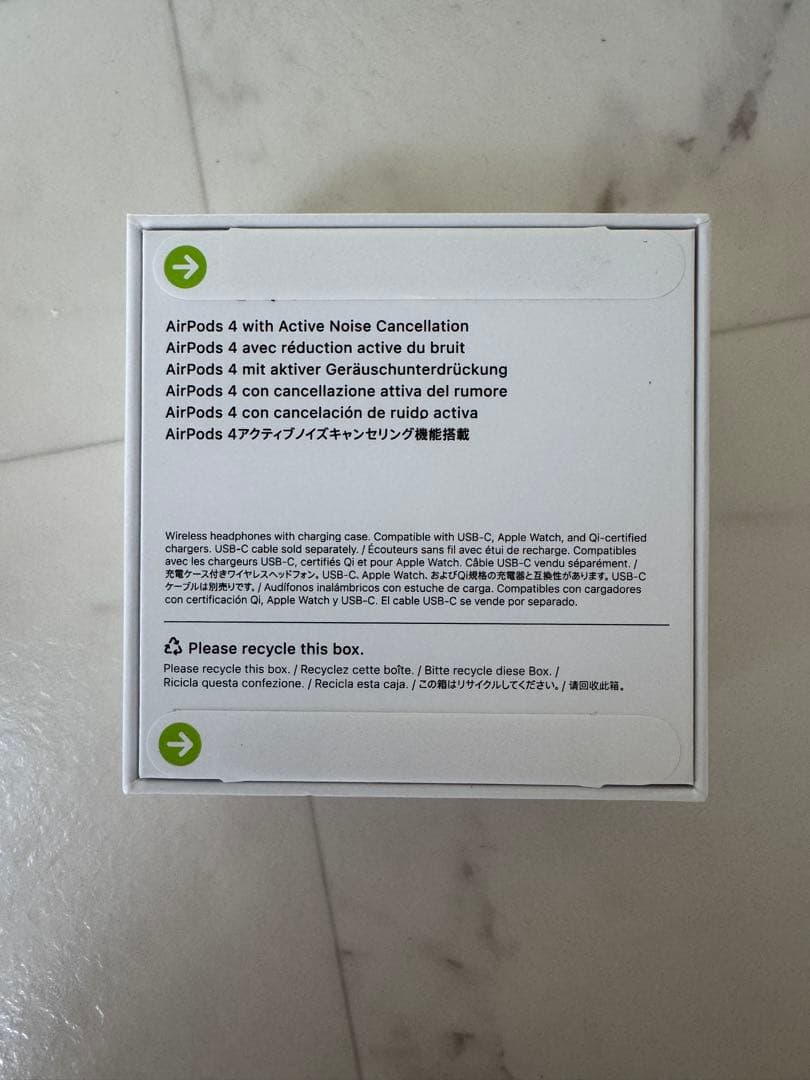 AirPods 4 with Active Noise Cancellation
AirPods 4 avec réduction active du bruit
AirPods 4 mit aktiver Geräuschunterdrückung
AirPods 4 con cancellazione attiva del rumore
AirPods 4 con cancelación de ruido activa
AirPods 4アクティブノイズキャンセリング機能搭載
Wireless headphones with charging case. Compatible with USB-C, Apple Watch, and Qi-certified
chargers. USB-C cable sold separately. / Écouteurs sans fil avec étui de recharge. Compatibles
avec les chargeurs USB-C, certifiés Qi et pour Apple Watch. Câble USB-C vendu séparément. /
充電ケース付きワイヤレスヘッドフォン。USB-C、Apple Watch、およびQi規格の充電器と互換性があります。USB-C
ケーブルは別売りです。/ Audífonos inalámbricos con estuche de carga. Compatibles con cargadores
con certificación Qi, Apple Watch y USB-C. El cable USB-C se vende por separado.
Please recycle this box.
Please recycle this box. / Recyclez cette boîte. / Bitte recycle diese Box. /
Ricicla questa confezione. / Recicla esta caja. / この箱はリサイクルしてください。/ 请回收此箱。